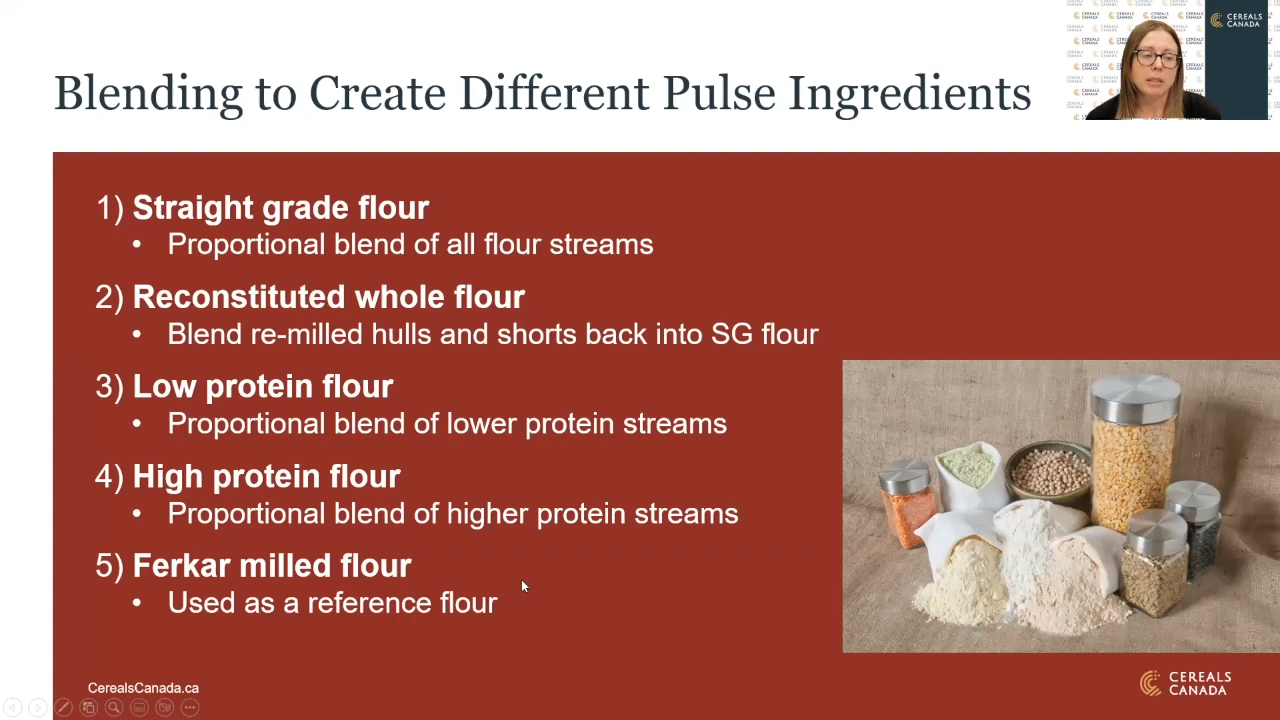 Blending to Create Different Pulse Ingredients
CEREALS
CANADA
1) Straight grade flour
• Proportional blend of all flour streams
2) Reconstituted whole flour
• Blend re-milled hulls and shorts back into SG flour
3) Low protein flour
• Proportional blend of lower protein streams
4) High protein flour
• Proportional blend of higher protein streams
5) Ferkar milled flour
• Used as a reference flour
CerealsCanada.ca
CEREALS
CANADA